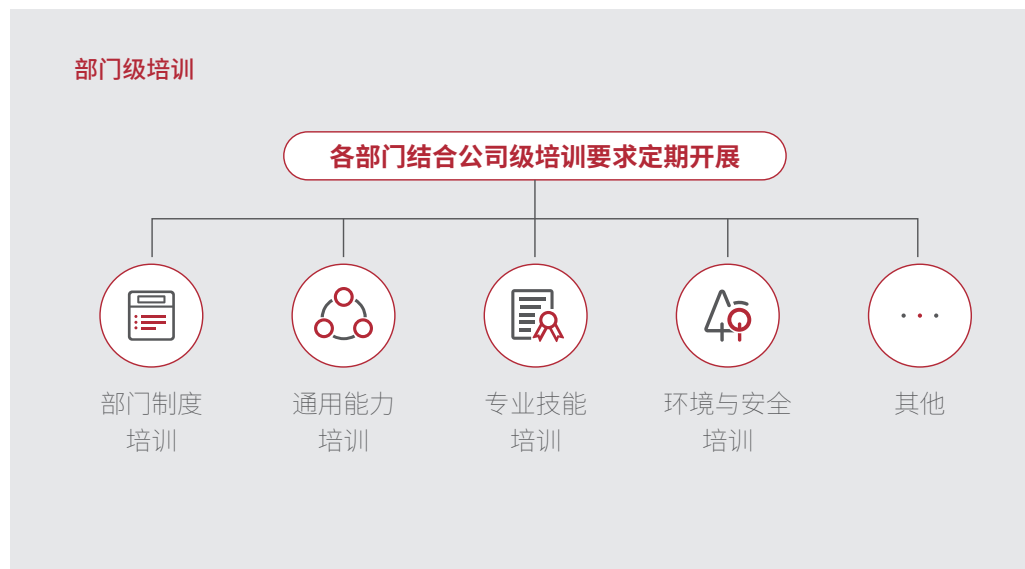 部门级培训
各部门结合公司级培训要求定期开展
部门制度
培训
通用能力
培训
专业技能
培训
环境与安全
培训
其他